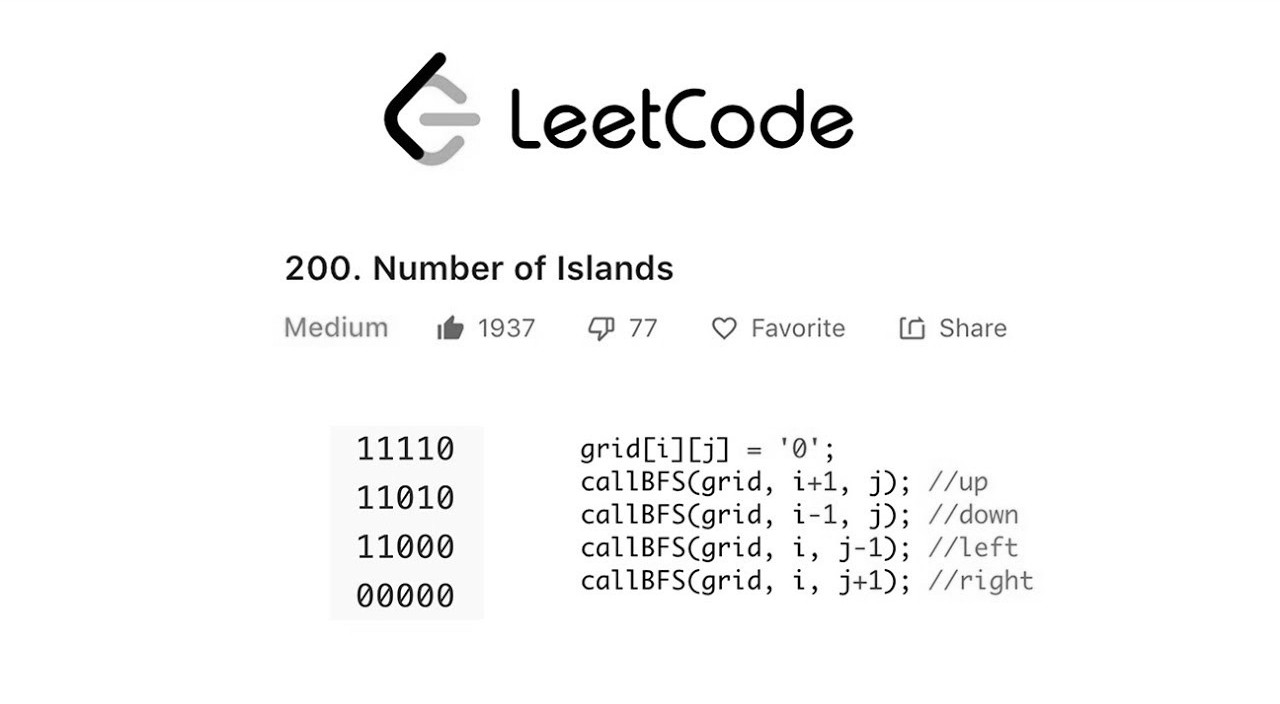 LeetCode
200. Number of Islands
Medium 1937 77 Favorite Share
11110
11010
11000
00000
grid[i][j] = '0';
callBFS(grid, i+1, j); //up
callBFS(grid, i-1, j); //down
callBFS(grid, i, j-1); //left
callBFS(grid, i, j+1); //right